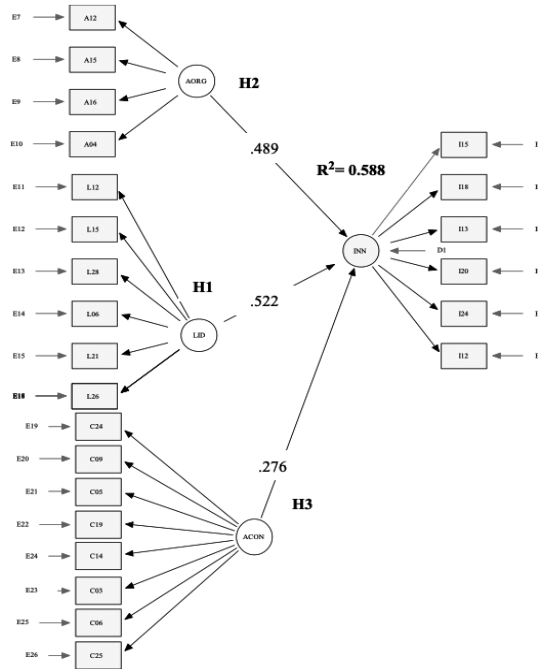 E7 A12
E8 A15
AORG H2
E9 A16
E10 A04
.489
I15
R²= 0.588
E11 L12
I18
E12 L15
I13
INN D1
E13 L28
I20
H1
.522
E14 L06
I24
LID
E15 L21
I12
L26
E19 C24
E20 C09
.276
E21 C05
H3
E22 C19
ACON
E24 C14
E23 C03
E25 C06
E26 C25